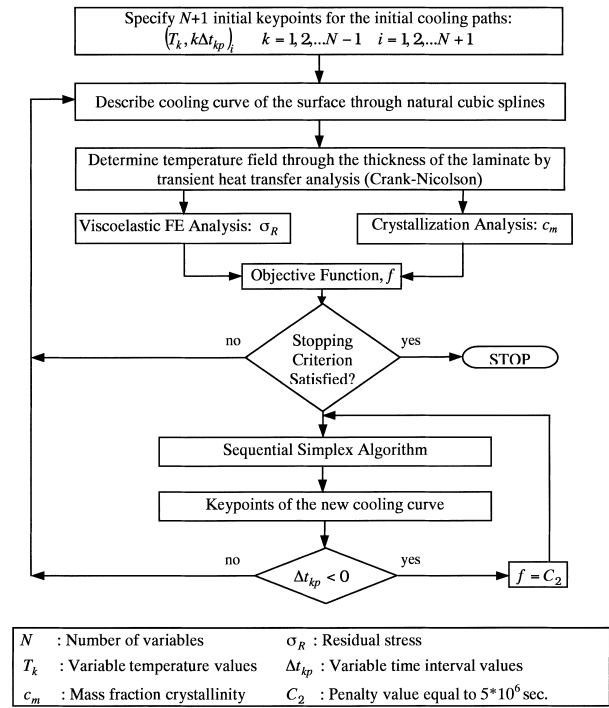 Specify N+1 initial keypoints for the initial cooling paths:
(T_k, kΔt_kp)_i k = 1,2,...N − 1 i = 1,2,...N + 1
Describe cooling curve of the surface through natural cubic splines
Determine temperature field through the thickness of the laminate by
transient heat transfer analysis (Crank-Nicolson)
Viscoelastic FE Analysis: σ_R
Crystallization Analysis: c_m
Objective Function, f
no
Stopping
Criterion
Satisfied?
yes
STOP
Sequential Simplex Algorithm
Keypoints of the new cooling curve
no
Δt_kp < 0
yes
f = C_2
N : Number of variables
σ_R : Residual stress
T_k : Variable temperature values
Δt_kp : Variable time interval values
c_m : Mass fraction crystallinity
C_2 : Penalty value equal to 5*10^6 sec.